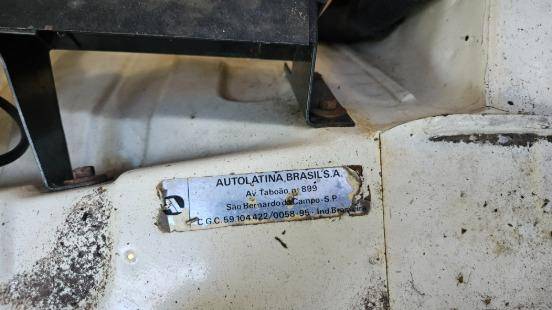 AUTOLATINA BRASIL S.A.
Av. Taboão, nº 899
São Bernardo do Campo - S.P.
C.G.C. 59.104.422/0058-95 - Ind. Brasileira